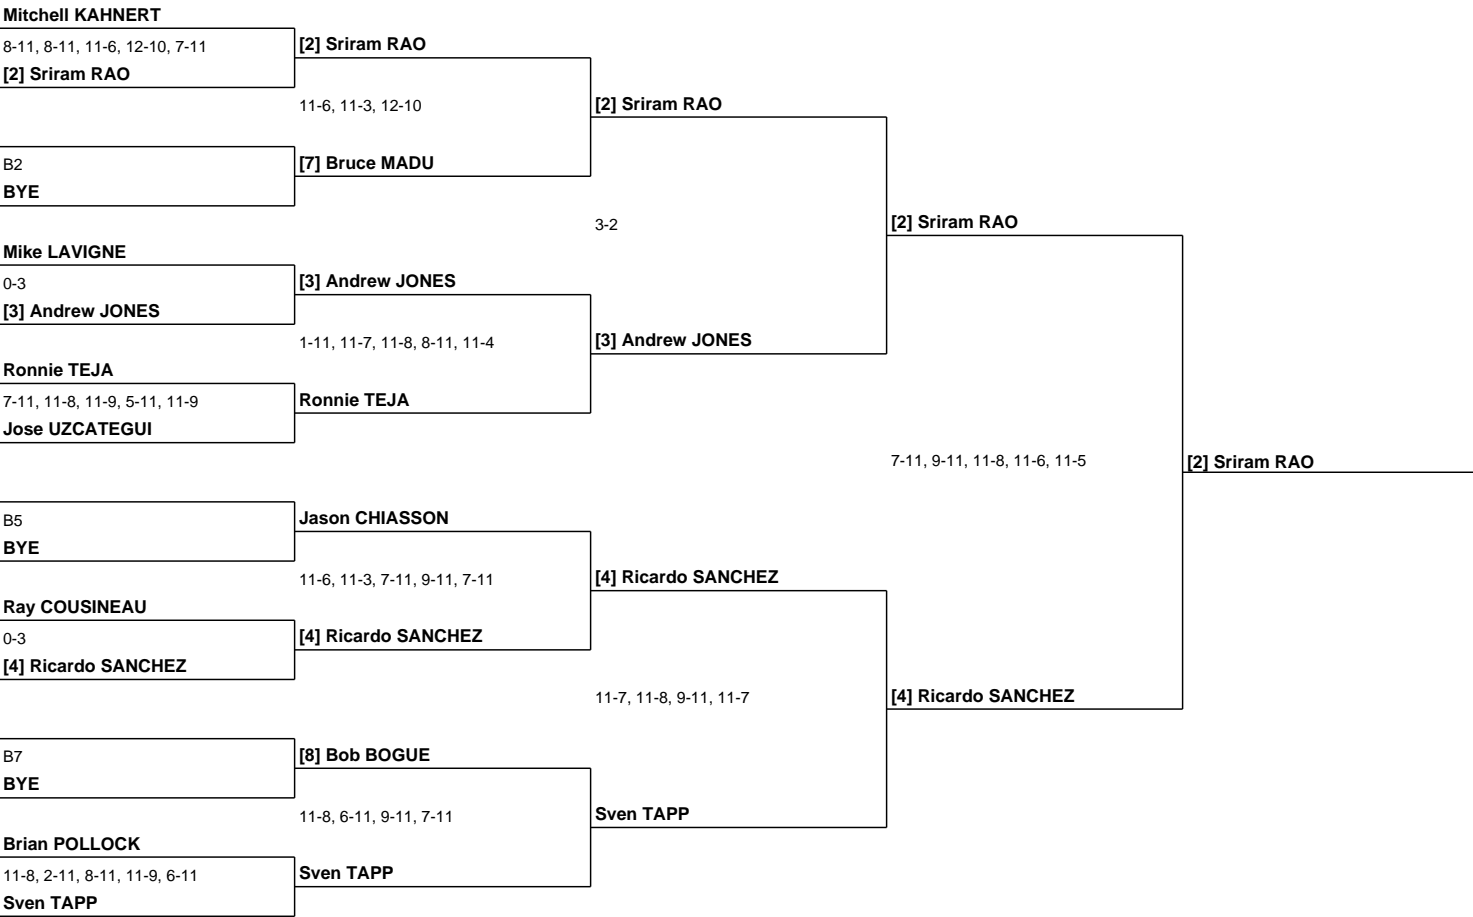 Mitchell KAHNERT
8-11, 8-11, 11-6, 12-10, 7-11
[2] Sriram RAO
[2] Sriram RAO
11-6, 11-3, 12-10
[2] Sriram RAO
B2
BYE
[7] Bruce MADU
3-2
[2] Sriram RAO
Mike LAVIGNE
0-3
[3] Andrew JONES
[3] Andrew JONES
1-11, 11-7, 11-8, 8-11, 11-4
[3] Andrew JONES
Ronnie TEJA
7-11, 11-8, 11-9, 5-11, 11-9
Jose UZCATEGUI
Ronnie TEJA
7-11, 9-11, 11-8, 11-6, 11-5
[2] Sriram RAO
B5
BYE
Jason CHIASSON
11-6, 11-3, 7-11, 9-11, 7-11
[4] Ricardo SANCHEZ
Ray COUSINEAU
0-3
[4] Ricardo SANCHEZ
[4] Ricardo SANCHEZ
11-7, 11-8, 9-11, 11-7
[4] Ricardo SANCHEZ
B7
BYE
[8] Bob BOGUE
11-8, 6-11, 9-11, 7-11
Sven TAPP
Brian POLLOCK
11-8, 2-11, 8-11, 11-9, 6-11
Sven TAPP
Sven TAPP